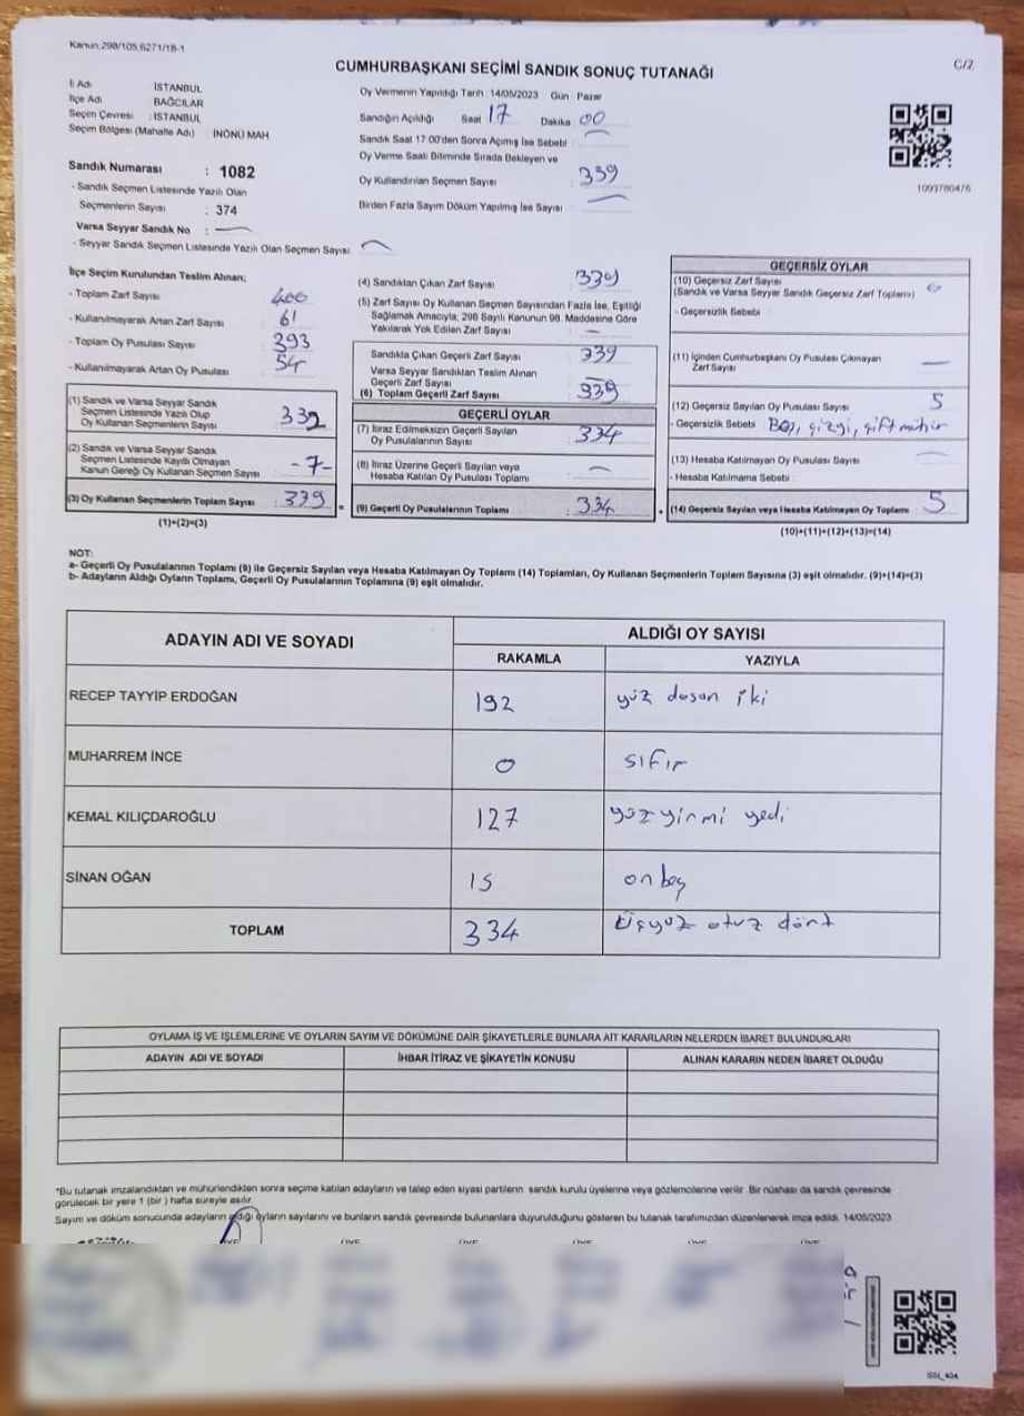 Kanun:298/105,6271/18-1
C/Z
CUMHURBAŞKANI SEÇİMİ SANDIK SONUÇ TUTANAĞI
İl Adı İSTANBUL
İlçe Adı BAĞCILAR
Seçim Çevresi : İSTANBUL
Seçim Bölgesi (Mahalle Adı) İNÖNÜ MAH
Sandık Numarası : 1082
- Sandık Seçmen Listesinde Yazılı Olan
Seçmenlerin Sayısı : 374
Varsa Seyyar Sandık No :
- Seyyar Sandık Seçmen Listesinde Yazılı Olan Seçmen Sayısı
Oy Vermenin Yapıldığı Tarih :14/05/2023 Gün Pazar
Sandığın Açıldığı Saat 17 Dakika 00
Sandık Saat 17.00'den Sonra Açılmış İse Sebebi
Oy Verme Saati Bitiminde Sırada Bekleyen ve
Oy Kullandırılan Seçmen Sayısı : 339
Birden Fazla Sayım Döküm Yapılmış İse Sayısı
1093780476
İlçe Seçim Kurulundan Teslim Alınan;
- Toplam Zarf Sayısı 400
- Kullanılmayarak Artan Zarf Sayısı 61
- Toplam Oy Pusulası Sayısı 393
- Kullanılmayarak Artan Oy Pusulası 54
(1) Sandık ve Varsa Seyyar Sandık
Seçmen Listesinde Yazılı Olup
Oy Kullanan Seçmenlerin Sayısı 332
(2) Sandık ve Varsa Seyyar Sandık
Seçmen Listesinde Kayıtlı Olmayan
Kanun Gereği Oy Kullanan Seçmen Sayısı -7-
(3) Oy Kullanan Seçmenlerin Toplam Sayısı : 339
(1)+(2)=(3)
(4) Sandıktan Çıkan Zarf Sayısı 339
(5) Zarf Sayısı Oy Kullanan Seçmen Sayısından Fazla İse, Eşitliği
Sağlamak Amacıyla, 298 Sayılı Kanunun 98. Maddesine Göre
Yakılarak Yok Edilen Zarf Sayısı :
Sandıkta Çıkan Geçerli Zarf Sayısı 339
Varsa Seyyar Sandıktan Teslim Alınan
Geçerli Zarf Sayısı
(6) Toplam Geçerli Zarf Sayısı 339
GEÇERLİ OYLAR
(7) İtiraz Edilmeksizin Geçerli Sayılan
Oy Pusulalarının Sayısı 334
(8) İtiraz Üzerine Geçerli Sayılan veya
Hesaba Katılan Oy Pusulası Toplamı
= (9) Geçerli Oy Pusulalarının Toplamı : 334
GEÇERSİZ OYLAR
(10) Geçersiz Zarf Sayısı
(Sandık ve Varsa Seyyar Sandık Geçersiz Zarf Toplamı)
- Geçersizlik Sebebi
(11) İçinden Cumhurbaşkanı Oy Pusulası Çıkmayan
Zarf Sayısı
(12) Geçersiz Sayılan Oy Pusulası Sayısı 5
- Geçersizlik Sebebi Boş, çizgi, çift mühür
(13) Hesaba Katılmayan Oy Pusulası Sayısı
- Hesaba Katılmama Sebebi
+ (14) Geçersiz Sayılan veya Hesaba Katılmayan Oy Toplamı 5
(10)+(11)+(12)+(13)=(14)
NOT:
a- Geçerli Oy Pusulalarının Toplamı (9) ile Geçersiz Sayılan veya Hesaba Katılmayan Oy Toplamı (14) Toplamları, Oy Kullanan Seçmenlerin Toplam Sayısına (3) eşit olmalıdır. (9)+(14)=(3)
b- Adayların Aldığı Oyların Toplamı, Geçerli Oy Pusulalarının Toplamına (9) eşit olmalıdır.
ADAYIN ADI VE SOYADI ALDIĞI OY SAYISI
RAKAMLA YAZIYLA
RECEP TAYYİP ERDOĞAN 192 yüz doson iki
MUHARREM İNCE 0 sıfır
KEMAL KILIÇDAROĞLU 127 yüzyirmi yedi
SİNAN OĞAN 15 onbeş
TOPLAM 334 Üçyüz otuz dört
OYLAMA İŞ VE İŞLEMLERİNE VE OYLARIN SAYIM VE DÖKÜMÜNE DAİR ŞİKAYETLERLE BUNLARA AİT KARARLARIN NELERDEN İBARET BULUNDUKLARI
ADAYIN ADI VE SOYADI İHBAR İTİRAZ VE ŞİKAYETİN KONUSU ALINAN KARARIN NEDEN İBARET OLDUĞU
*Bu tutanak imzalandıktan ve mühürlendikten sonra seçime katılan adayların ve talep eden siyasi partilerin sandık kurulu üyelerine veya gözlemcilerine verilir. Bir nüshası da sandık çevresinde
görülecek bir yere 1 (bir ) hafta süreyle asılır
Sayım ve döküm sonucunda adayların aldığı oyların sayılarını ve bunların sandık çevresinde bulunanlara duyurulduğunu gösteren bu tutanak tarafımızdan düzenlenerek imza edildi. 14/05/2023